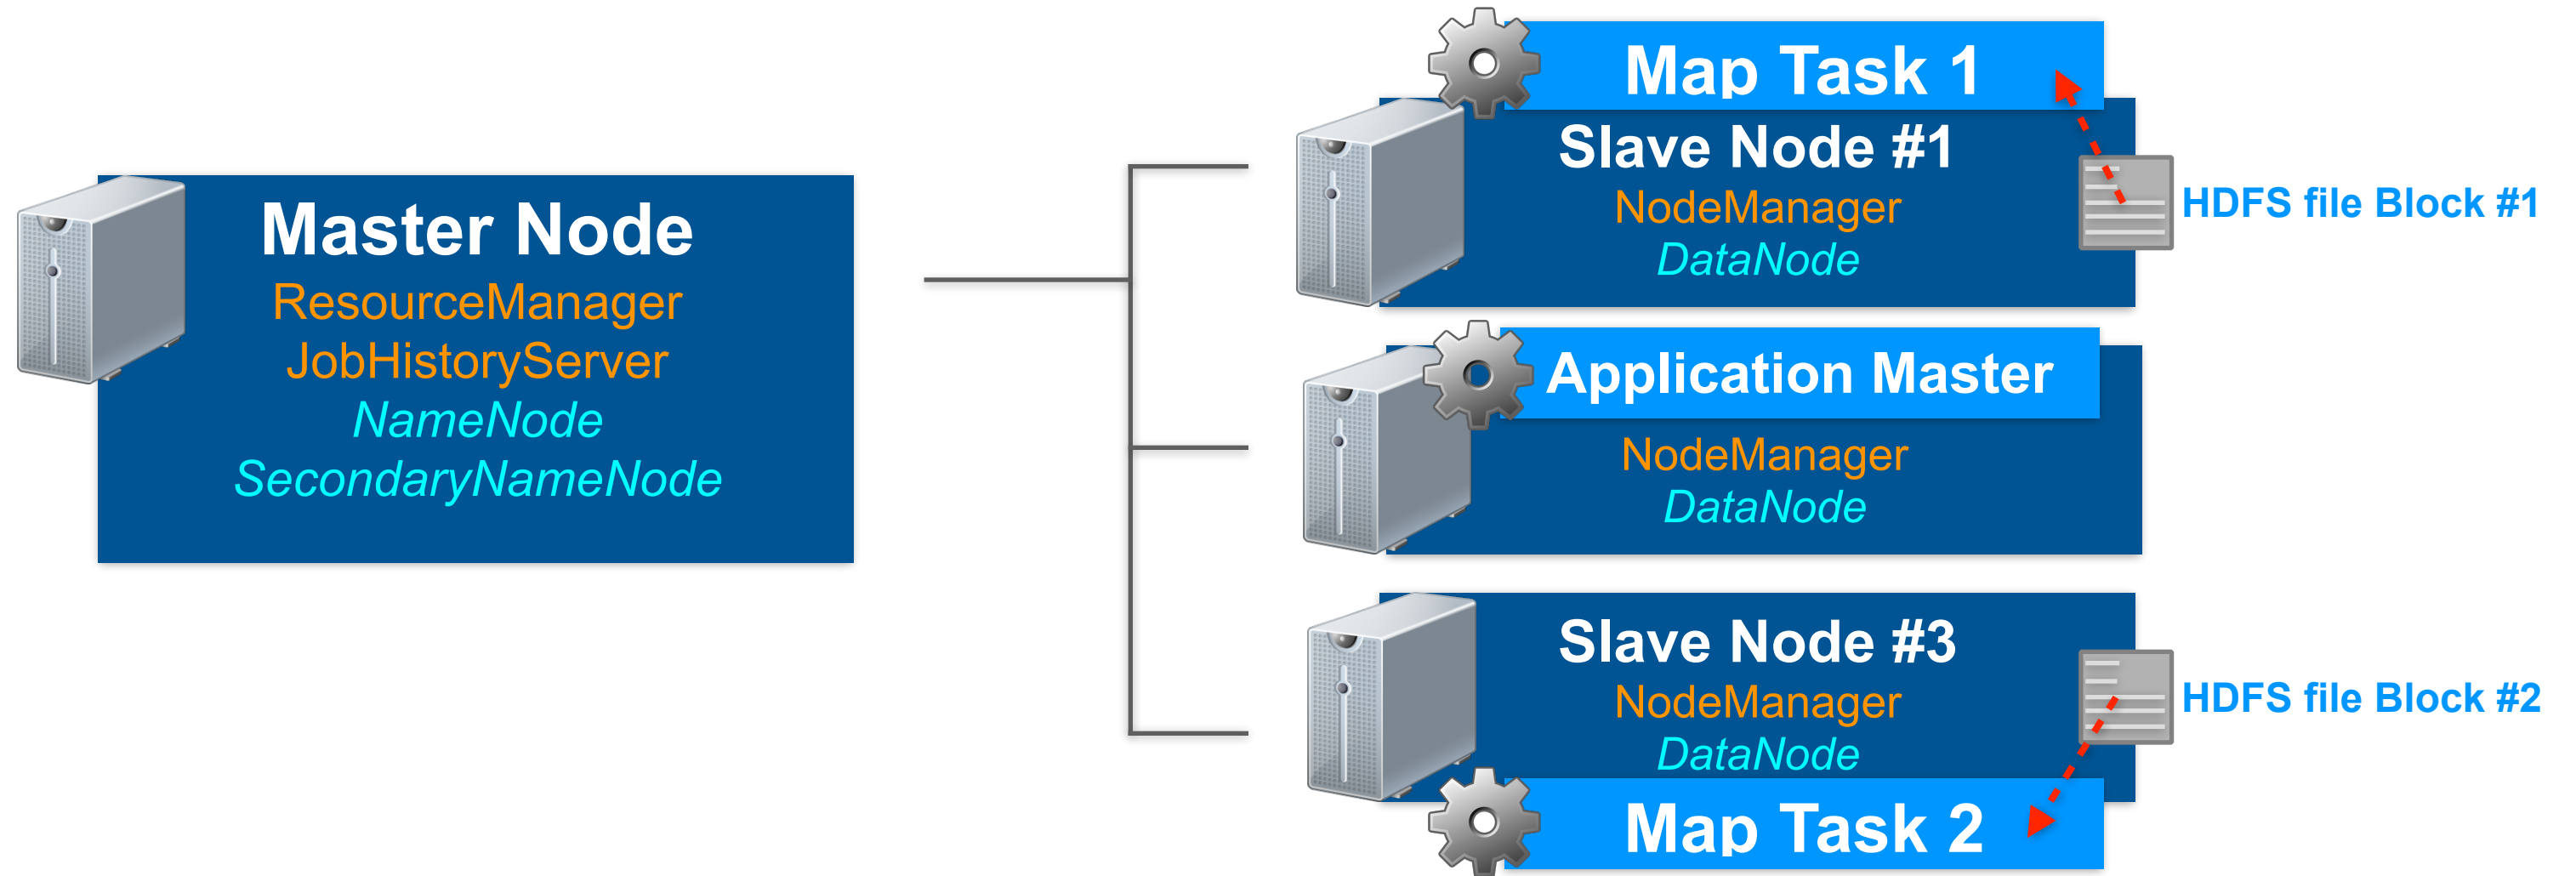 Master Node
ResourceManager
JobHistoryServer
NameNode
SecondaryNameNode
Map Task 1
Slave Node #1
NodeManager
DataNode
HDFS file Block #1
Application Master
NodeManager
DataNode
Slave Node #3
NodeManager
DataNode
HDFS file Block #2
Map Task 2